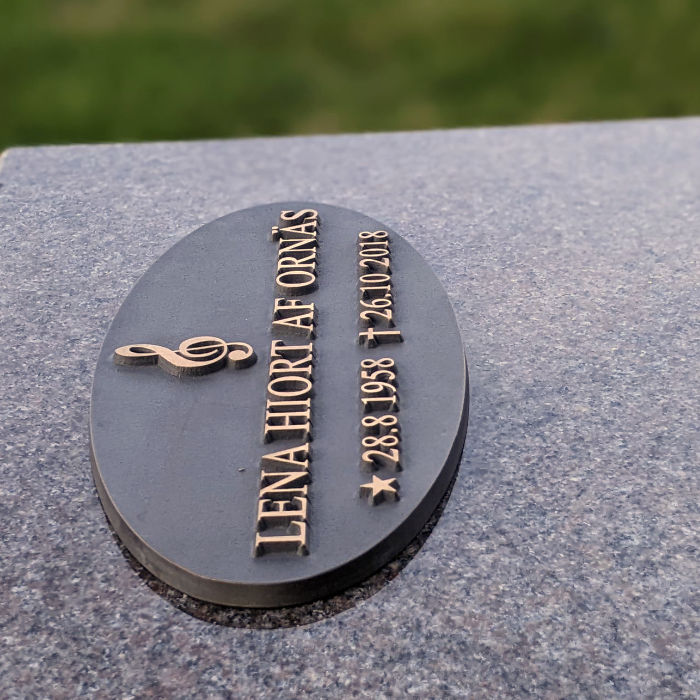 LENA HIORT AF ORNÄS
★ 28.8 1958 † 26.10 2018